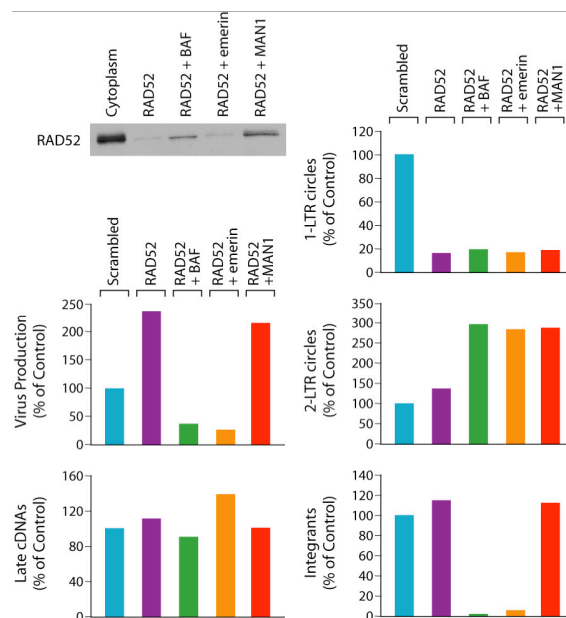 Cytoplasm
RAD52
RAD52 + BAF
RAD52 + emerin
RAD52 + MAN1
RAD52
Scrambled
RAD52
RAD52
+ BAF
RAD52
+ emerin
RAD52
+MAN1
250
200
150
100
50
0
Virus Production
(% of Control)
160
120
80
40
0
Late cDNAs
(% of Control)
Scrambled
RAD52
RAD52
+ BAF
RAD52
+ emerin
RAD52
+MAN1
120
100
80
60
40
20
0
1-LTR circles
(% of Control)
350
300
250
200
150
100
50
0
2-LTR circles
(% of Control)
140
120
100
80
60
40
20
0
Integrants
(% of Control)